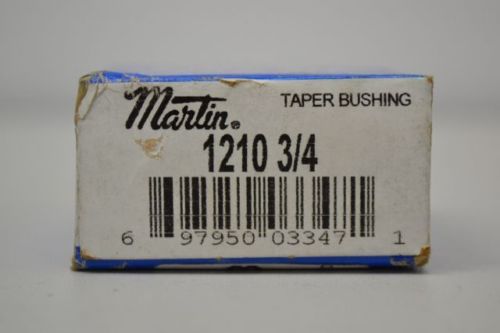 Martin®
TAPER BUSHING
1210 3/4
6 97950 03347 1